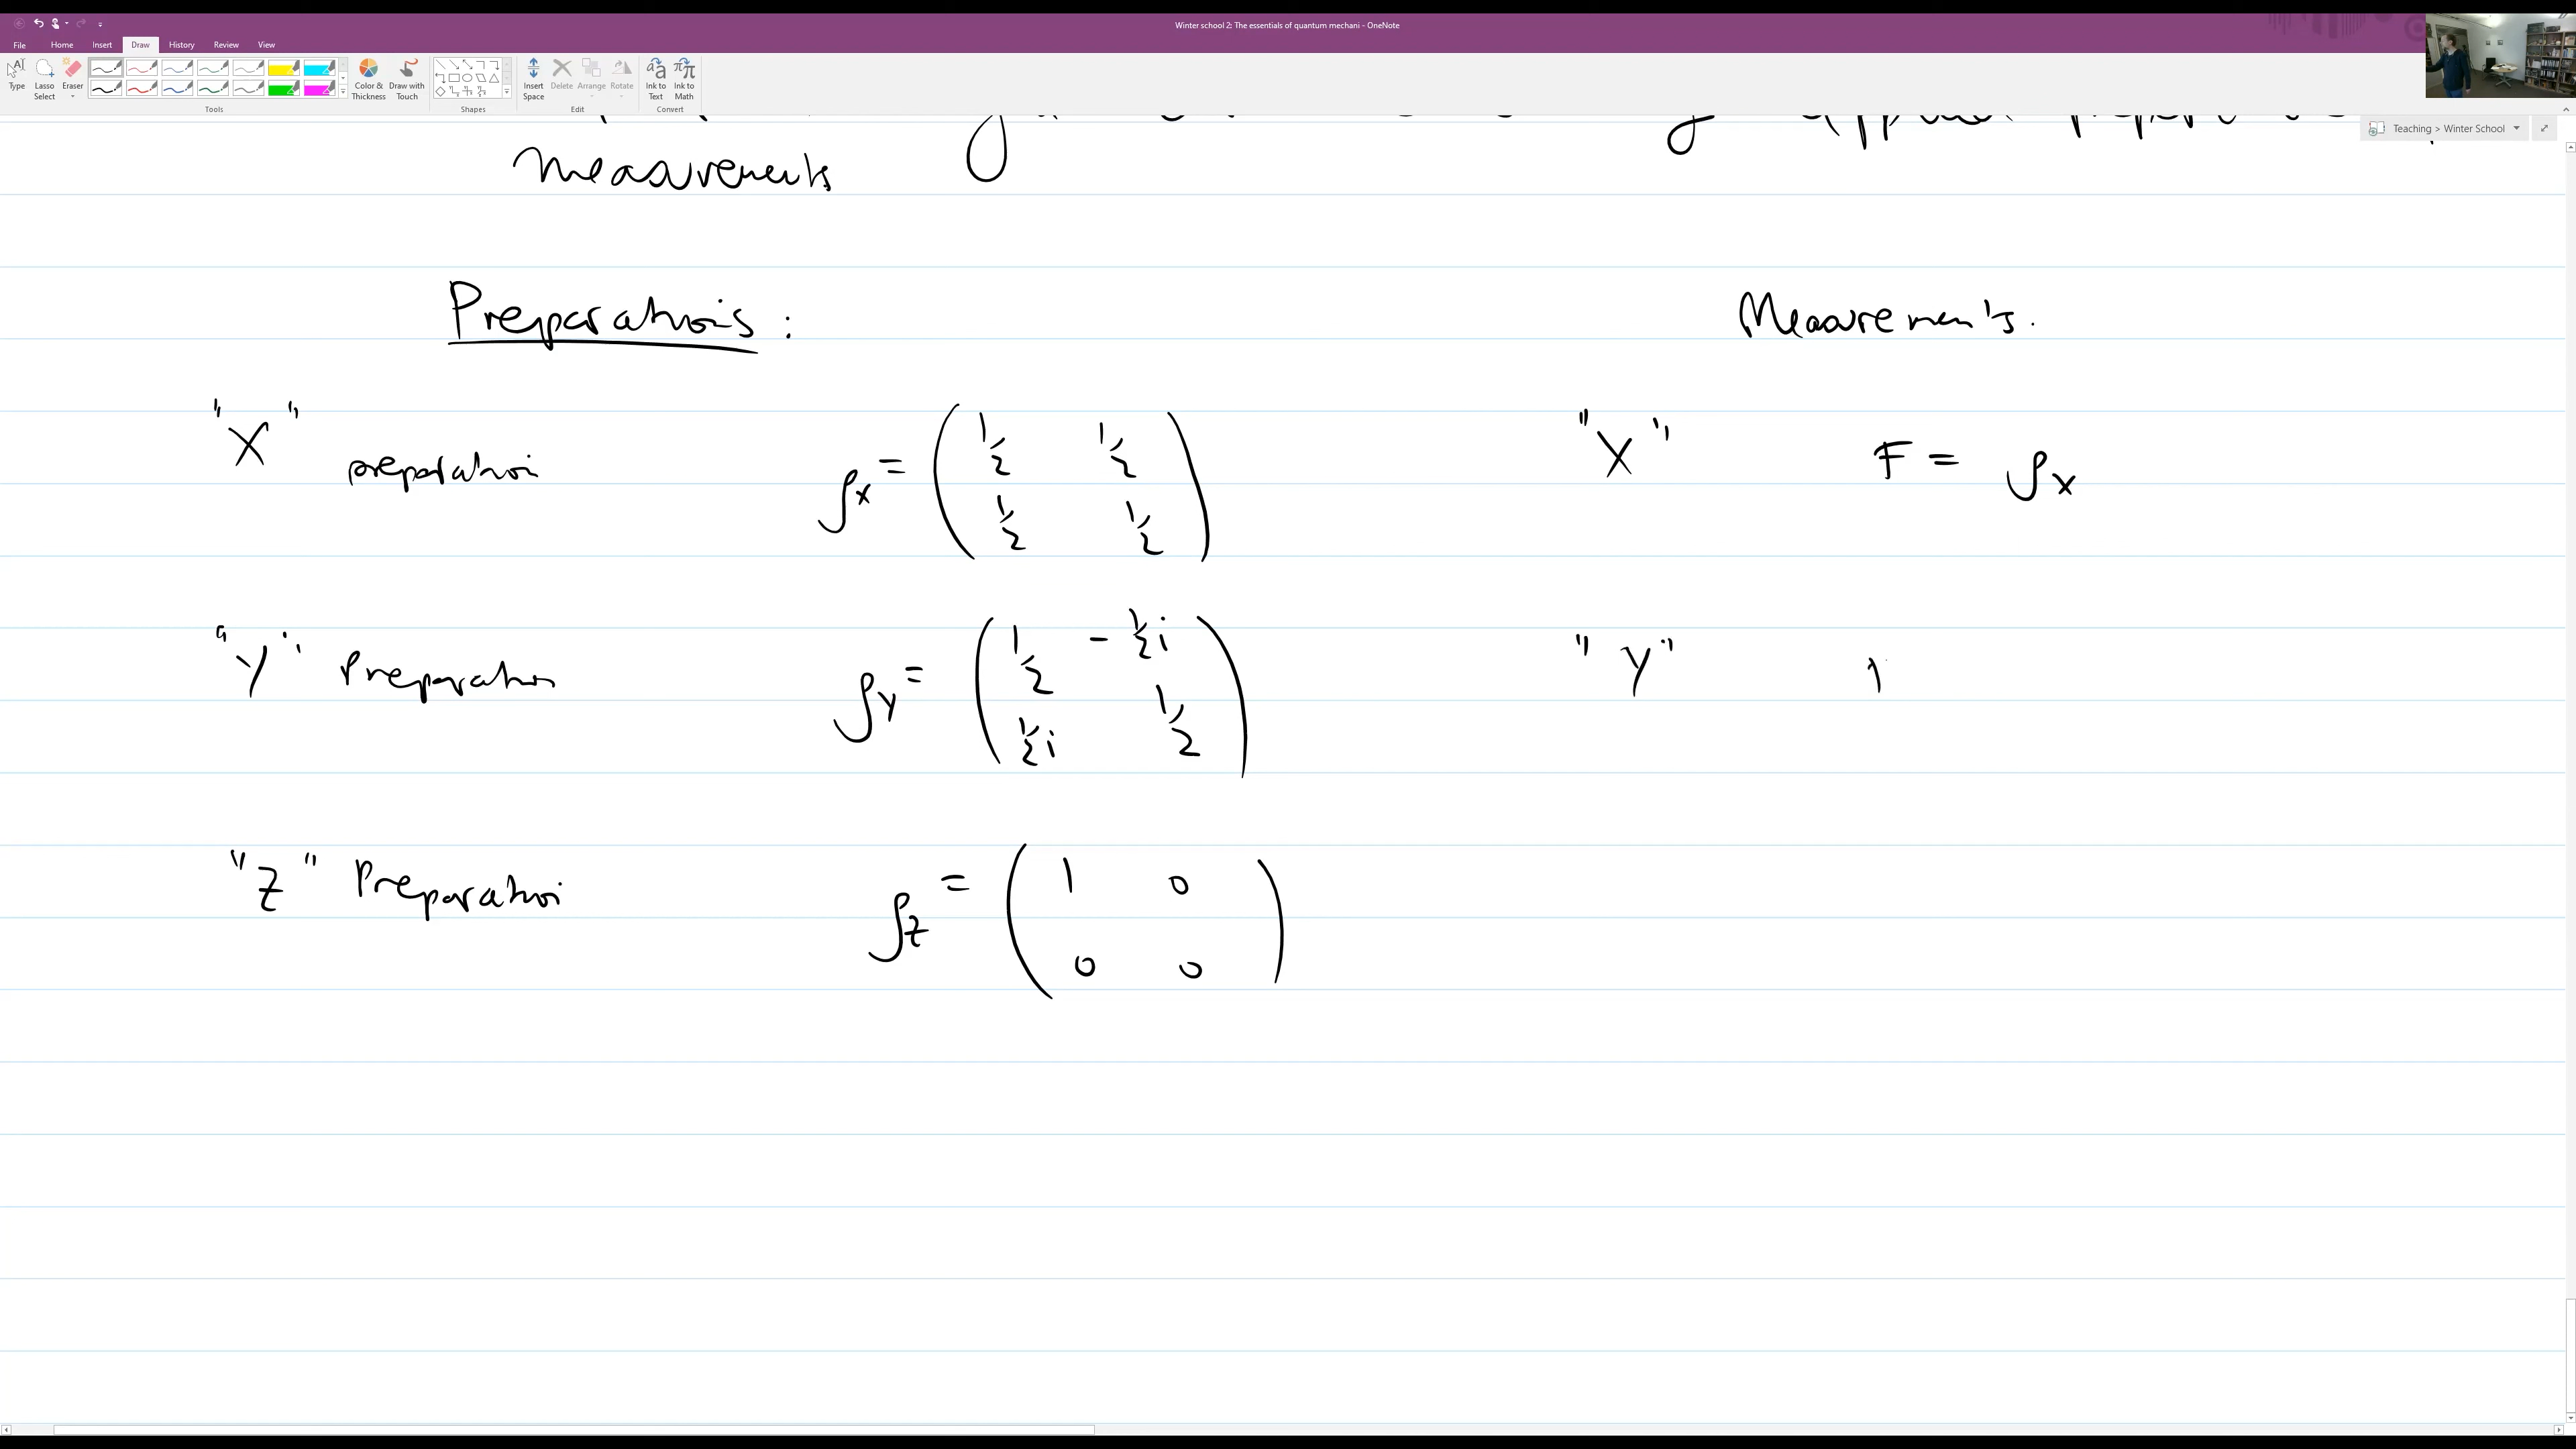 Winter school 2: The essentials of quantum mechani - OneNote
File Home Insert Draw History Review View
Type Lasso Select Eraser Color & Thickness Draw with Touch Insert Space Delete Arrange Rotate Ink to Text Ink to Math
Tools Shapes Edit Convert
Teaching > Winter School
measurements
Preparations : Measurements.
"X" preparation ρx = ( 1/2 1/2
1/2 1/2 )
"X" F = ρx
"Y" Preparation ρy = ( 1/2 - 1/2 i
1/2 i 1/2 )
"Y"
"Z" Preparation ρz = ( 1 0
0 0 )